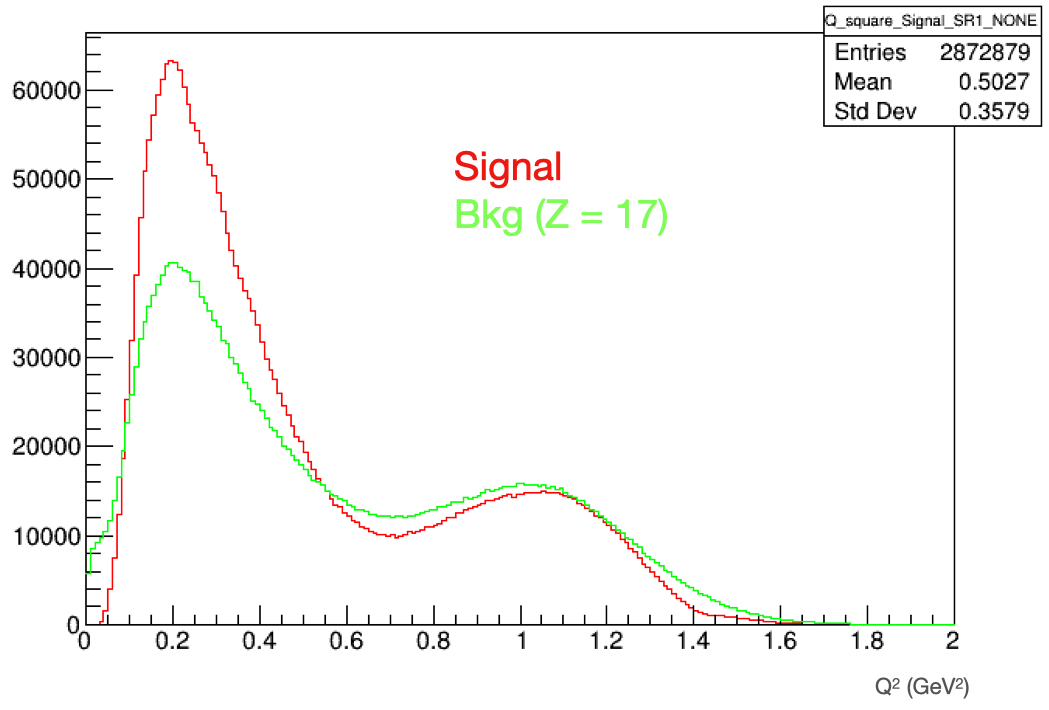 Q_square_Signal_SR1_NONE
Entries 2872879
Mean 0.5027
Std Dev 0.3579
60000
50000
40000
30000
20000
10000
0
Signal
Bkg (Z = 17)
0 0.2 0.4 0.6 0.8 1 1.2 1.4 1.6 1.8 2
Q² (GeV²)